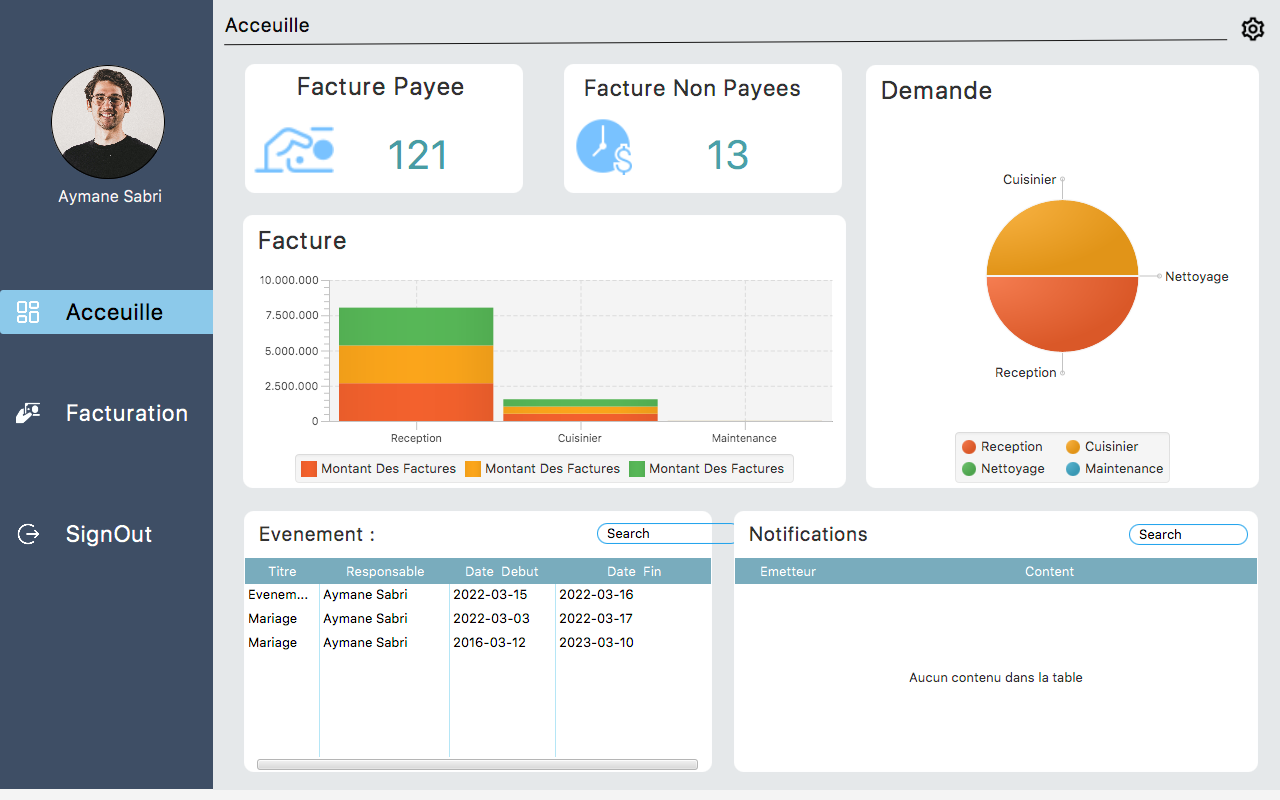 Acceuille
Aymane Sabri
Acceuille
Facturation
SignOut
Facture Payee
121
Facture Non Payees
13
Demande
Cuisinier
Nettoyage
Reception
Reception Cuisinier
Nettoyage Maintenance
Facture
10.000.000
7.500.000
5.000.000
2.500.000
0
Reception Cuisinier Maintenance
Montant Des Factures Montant Des Factures Montant Des Factures
Evenement : Search
Titre Responsable Date Debut Date Fin
Evenem... Aymane Sabri 2022-03-15 2022-03-16
Mariage Aymane Sabri 2022-03-03 2022-03-17
Mariage Aymane Sabri 2016-03-12 2023-03-10
Notifications Search
Emetteur Content
Aucun contenu dans la table